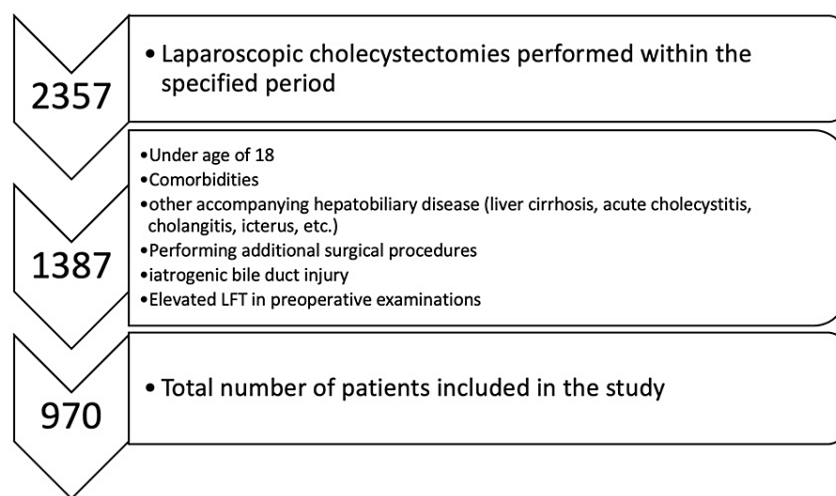 2357
• Laparoscopic cholecystectomies performed within the
specified period
1387
•Under age of 18
•Comorbidities
•other accompanying hepatobiliary disease (liver cirrhosis, acute cholecystitis,
cholangitis, icterus, etc.)
•Performing additional surgical procedures
•iatrogenic bile duct injury
•Elevated LFT in preoperative examinations
970
• Total number of patients included in the study